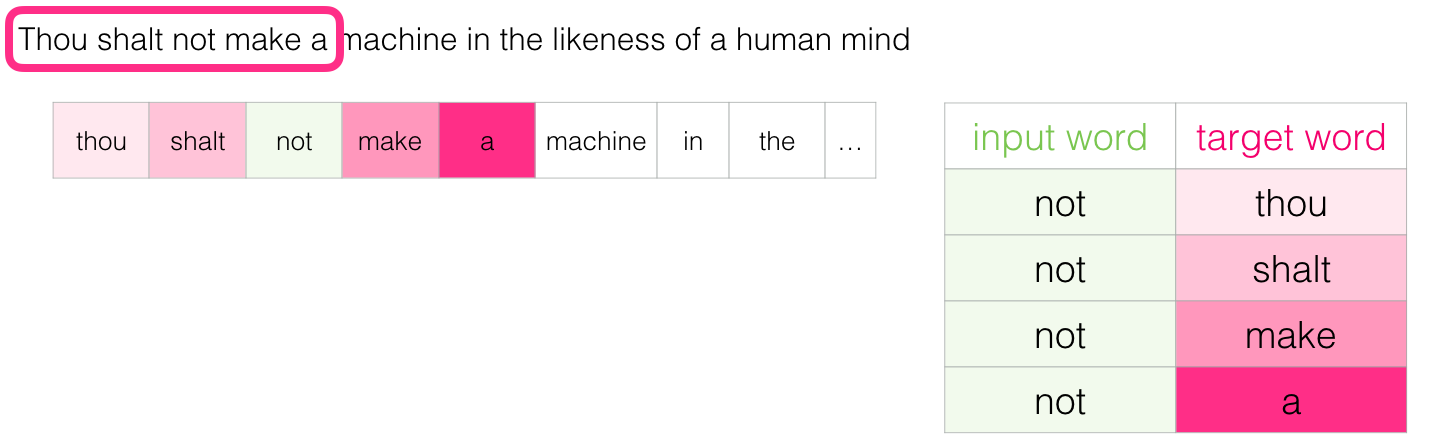 Thou shalt not make a machine in the likeness of a human mind
thou shalt not make a machine in the ...
input word target word
not thou
not shalt
not make
not a